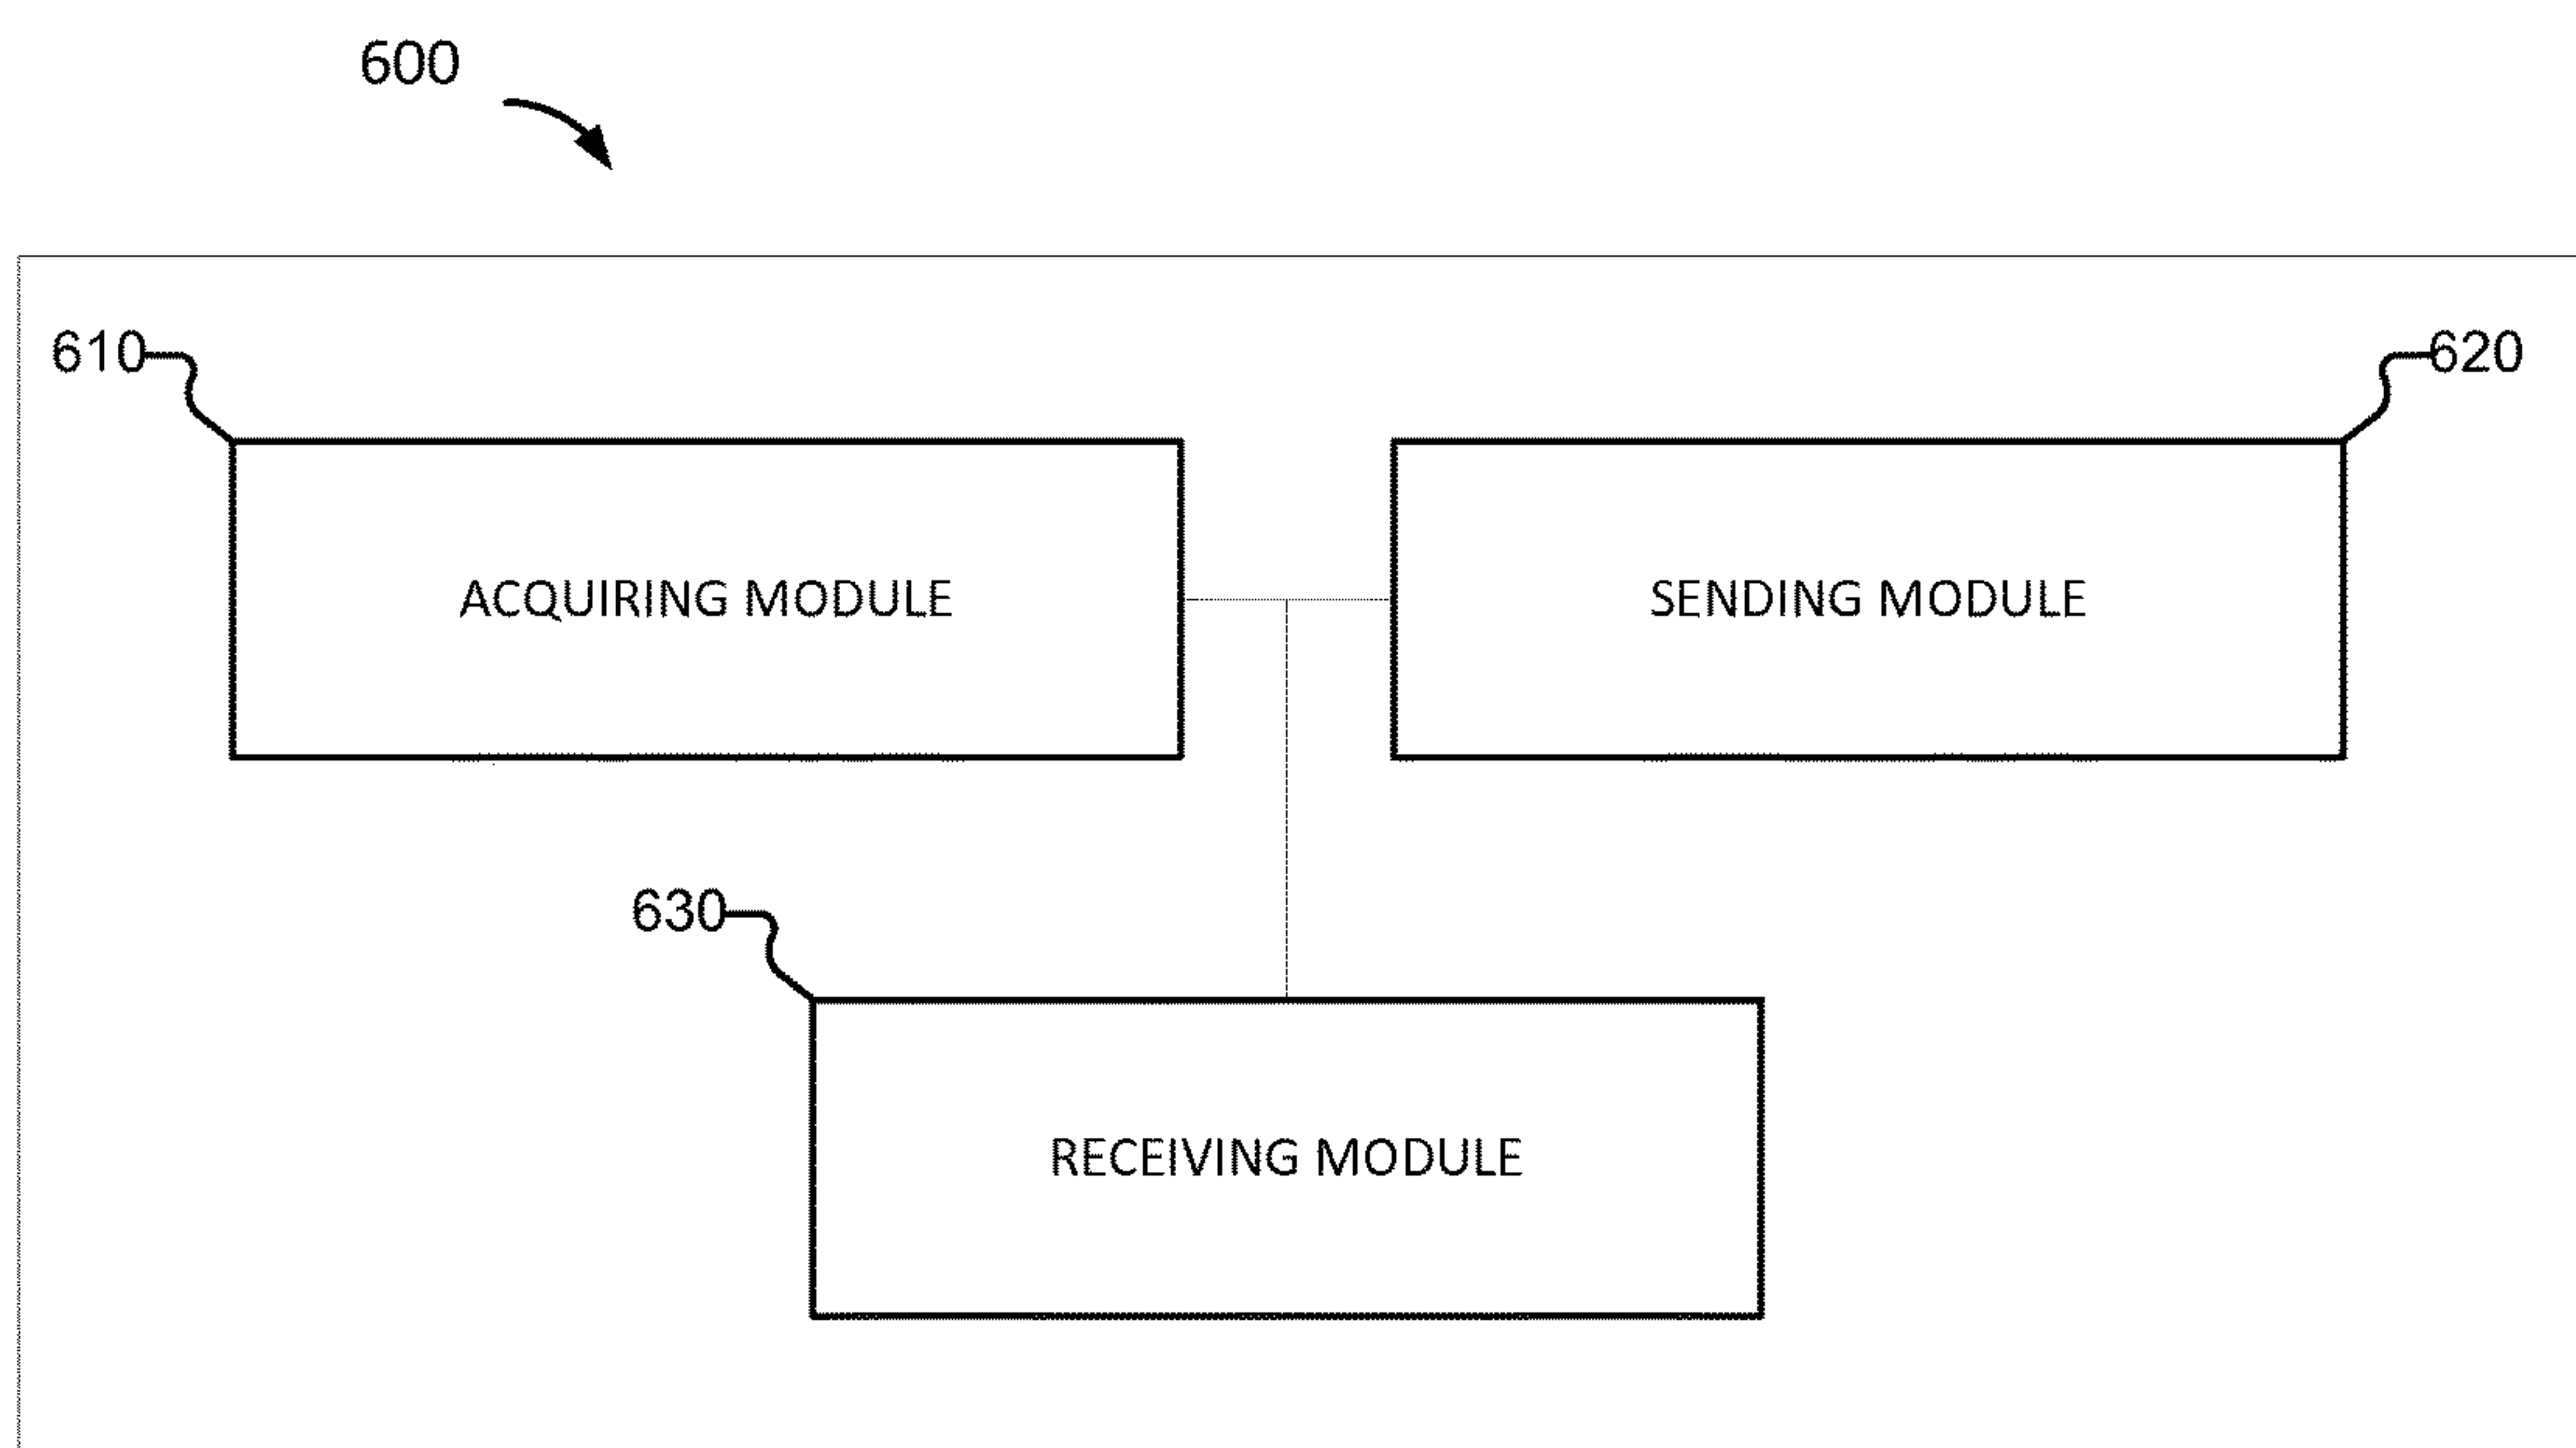 600
610
620
ACQUIRING MODULE
SENDING MODULE
630
RECEIVING MODULE